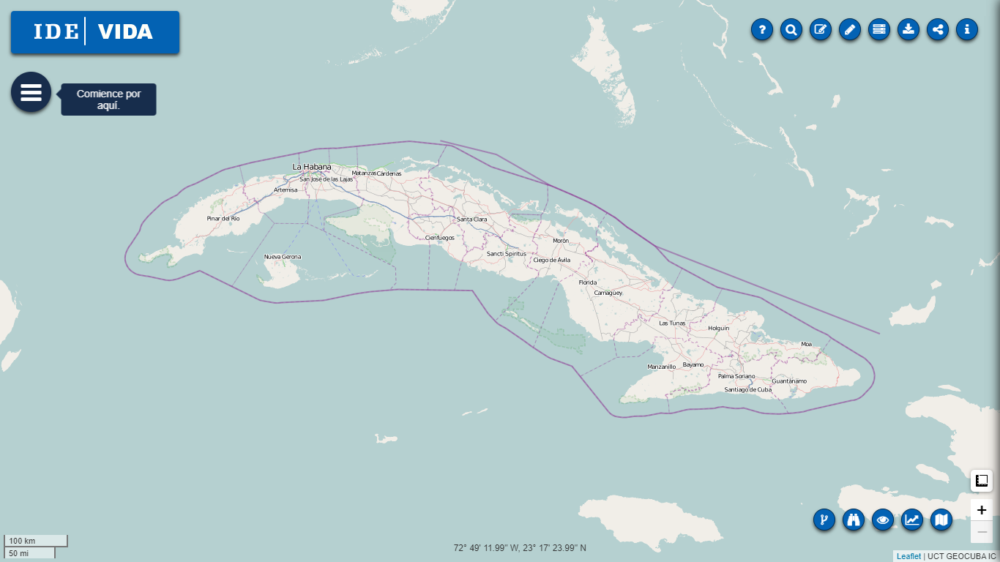 IDE VIDA
?
Comience por
aquí.
La Habana
Matanzas
Cárdenas
San José de las Lajas
Artemisa
Pinar del Río
Santa Clara
Cienfuegos
Morón
Nueva Gerona
Sancti Spíritus
Ciego de Ávila
Florida
Camagüey
Las Tunas
Holguín
Moa
Manzanillo
Bayamo
Palma Soriano
Guantánamo
Santiago de Cuba
+
−
100 km
50 mi
72° 49' 11.99'' W, 23° 17' 23.99'' N
Leaflet | UCT GEOCUBA IC